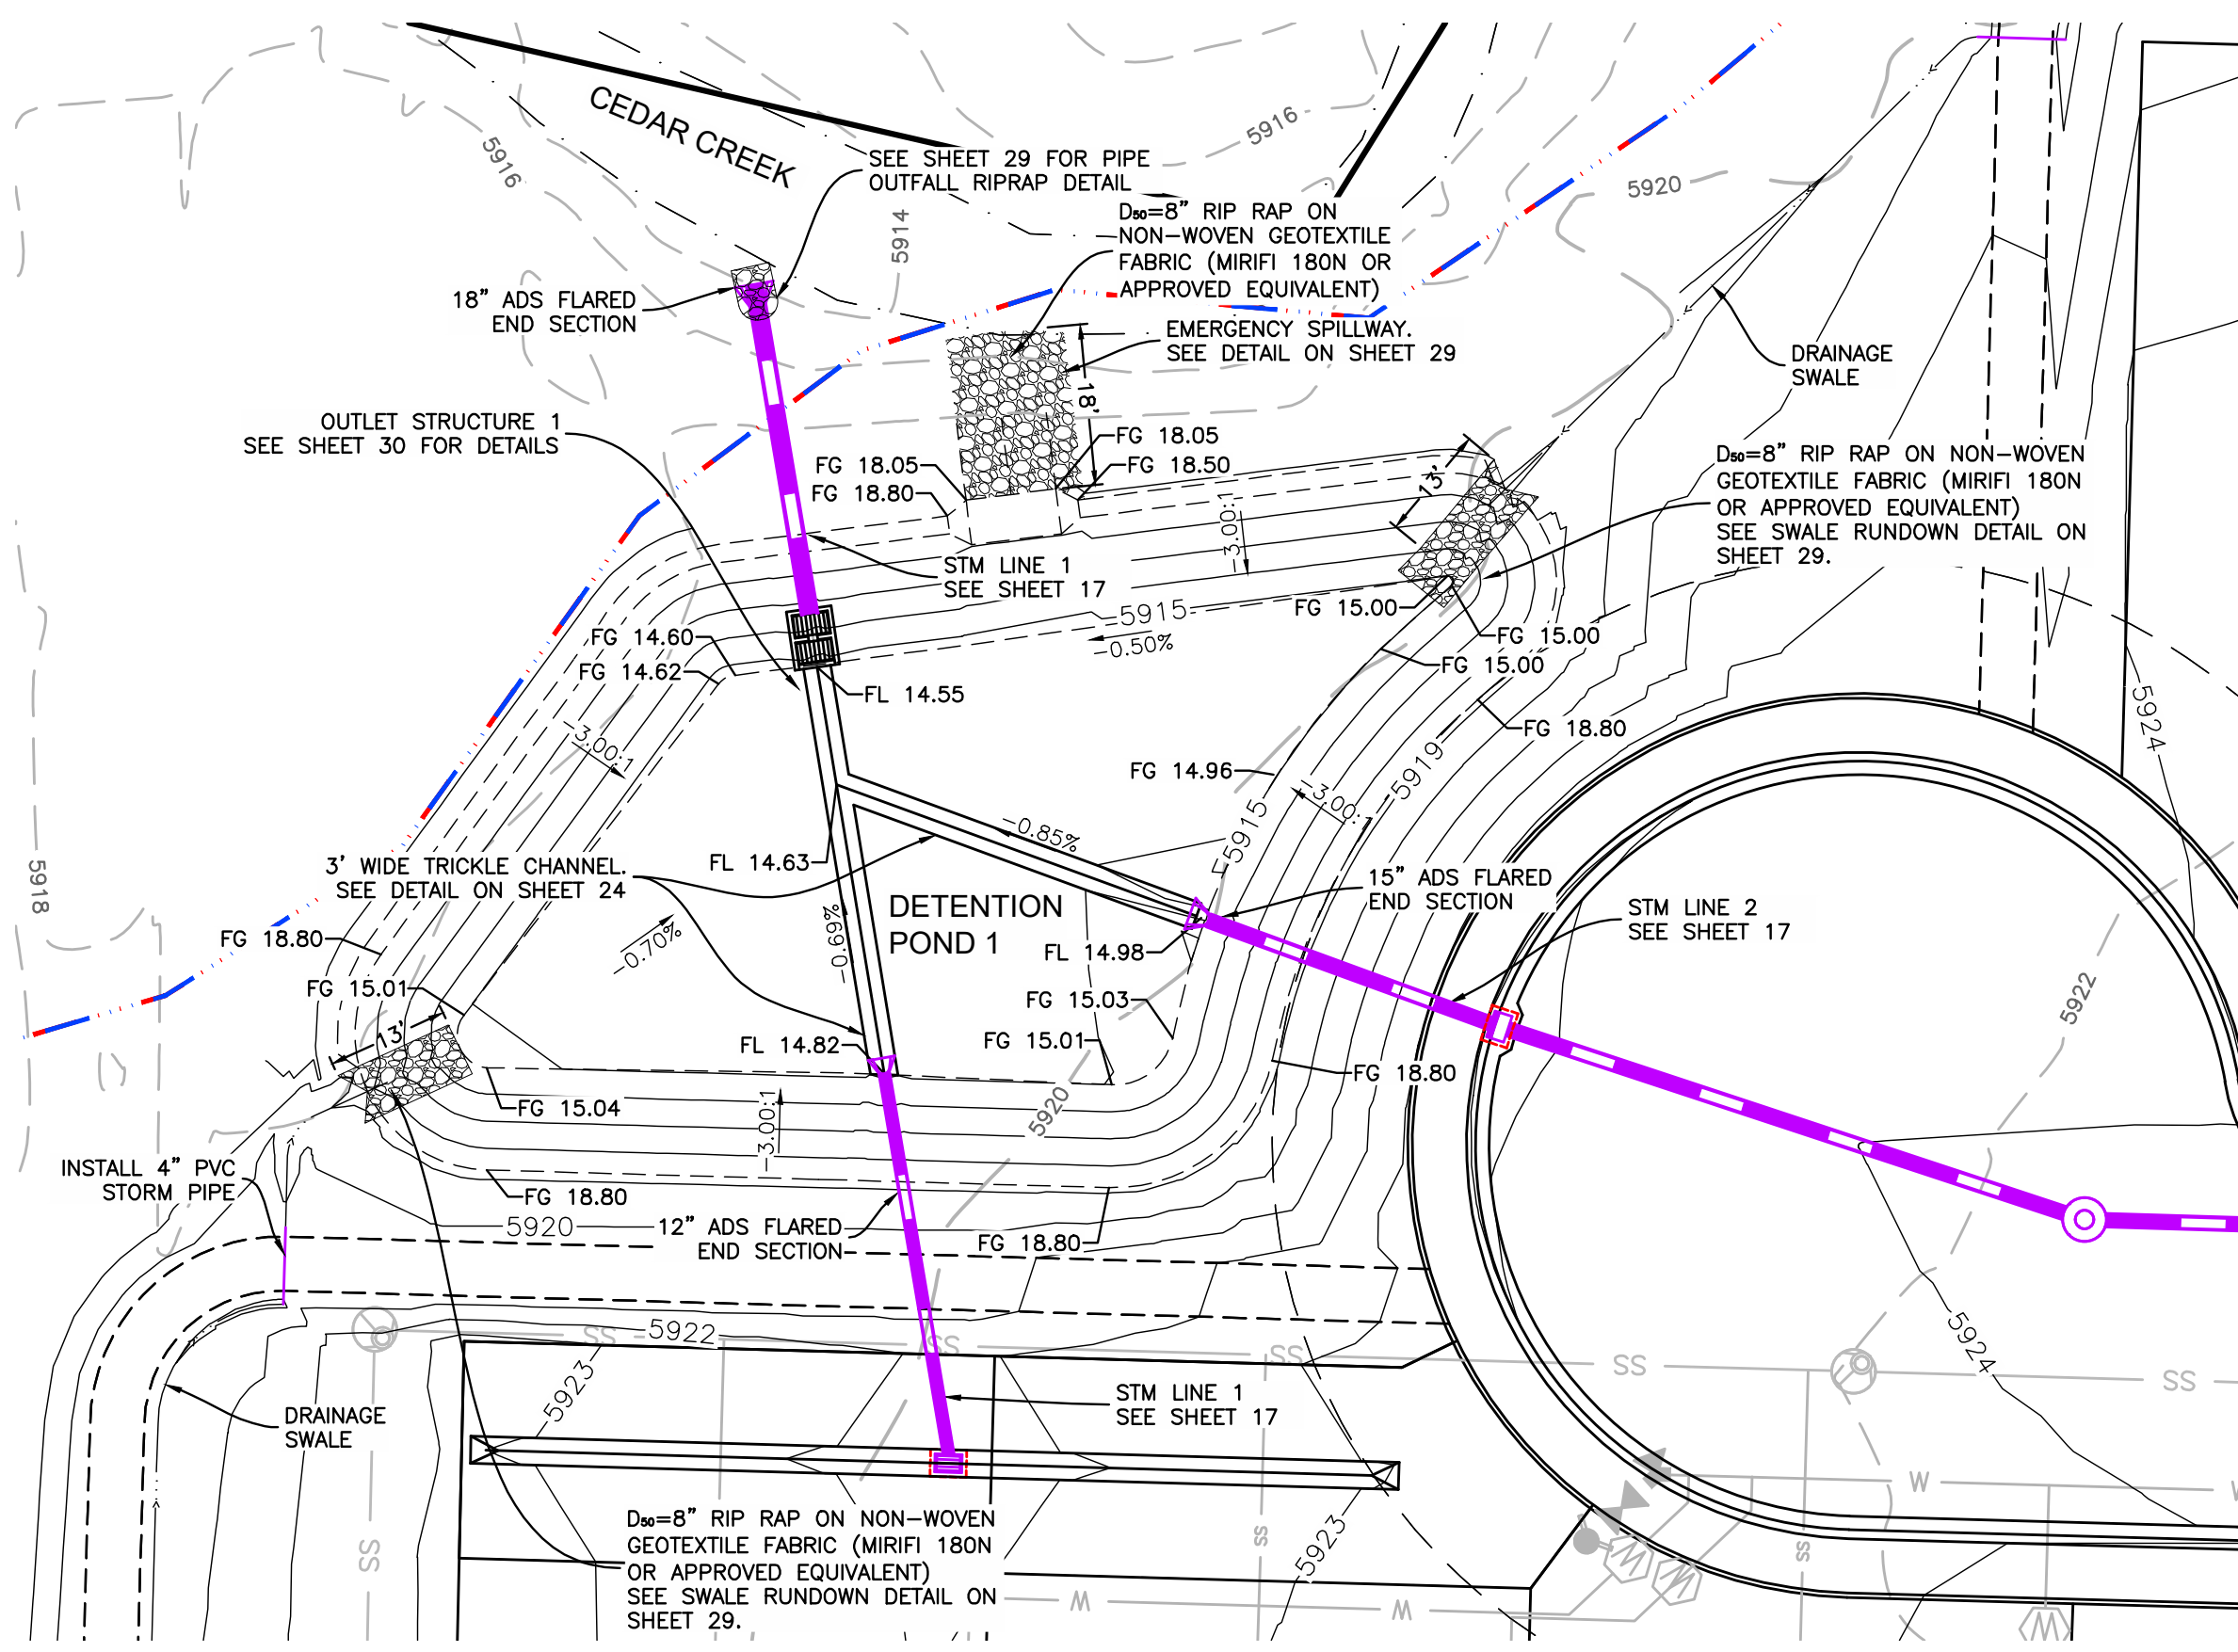 CEDAR CREEK
5916
5916
5914
5920
SEE SHEET 29 FOR PIPE
OUTFALL RIPRAP DETAIL
D50=8" RIP RAP ON
NON-WOVEN GEOTEXTILE
FABRIC (MIRIFI 180N OR
APPROVED EQUIVALENT)
18" ADS FLARED
END SECTION
EMERGENCY SPILLWAY.
SEE DETAIL ON SHEET 29
DRAINAGE
SWALE
18'
OUTLET STRUCTURE 1
SEE SHEET 30 FOR DETAILS
FG 18.05
FG 18.50
FG 18.05
FG 18.80
13'
D50=8" RIP RAP ON NON-WOVEN
GEOTEXTILE FABRIC (MIRIFI 180N
OR APPROVED EQUIVALENT)
SEE SWALE RUNDOWN DETAIL ON
SHEET 29.
-3.00:1
STM LINE 1
SEE SHEET 17
5915
-0.50%
FG 15.00
FG 15.00
FG 15.00
FG 14.60
FG 14.62
FL 14.55
-3.00:1
FG 18.80
5924
FG 14.96
5919
-3.00:1
5915
-0.85%
5918
3' WIDE TRICKLE CHANNEL.
SEE DETAIL ON SHEET 24
FL 14.63
DETENTION
POND 1
15" ADS FLARED
END SECTION
STM LINE 2
SEE SHEET 17
-0.69%
-0.70%
FL 14.98
FG 18.80
FG 15.01
13'
FG 15.03
FG 15.01
5922
FL 14.82
FG 18.80
FG 15.04
-3.00:1
5920
INSTALL 4" PVC
STORM PIPE
FG 18.80
5920
12" ADS FLARED
END SECTION
FG 18.80
SS
5922
SS
SS
SS
SS
5924
5923
STM LINE 1
SEE SHEET 17
DRAINAGE
SWALE
W
W
SS
SS
SS
5923
D50=8" RIP RAP ON NON-WOVEN
GEOTEXTILE FABRIC (MIRIFI 180N
OR APPROVED EQUIVALENT)
SEE SWALE RUNDOWN DETAIL ON
SHEET 29.
W
W